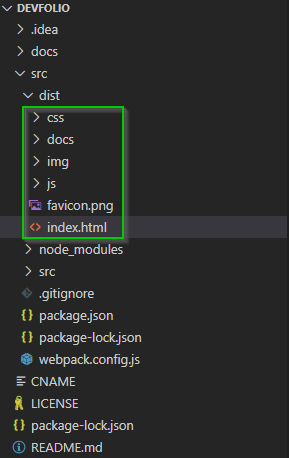 DEVFOLIO
.idea
docs
src
dist
css
docs
img
js
favicon.png
index.html
node_modules
src
.gitignore
package.json
package-lock.json
webpack.config.js
CNAME
LICENSE
package-lock.json
README.md